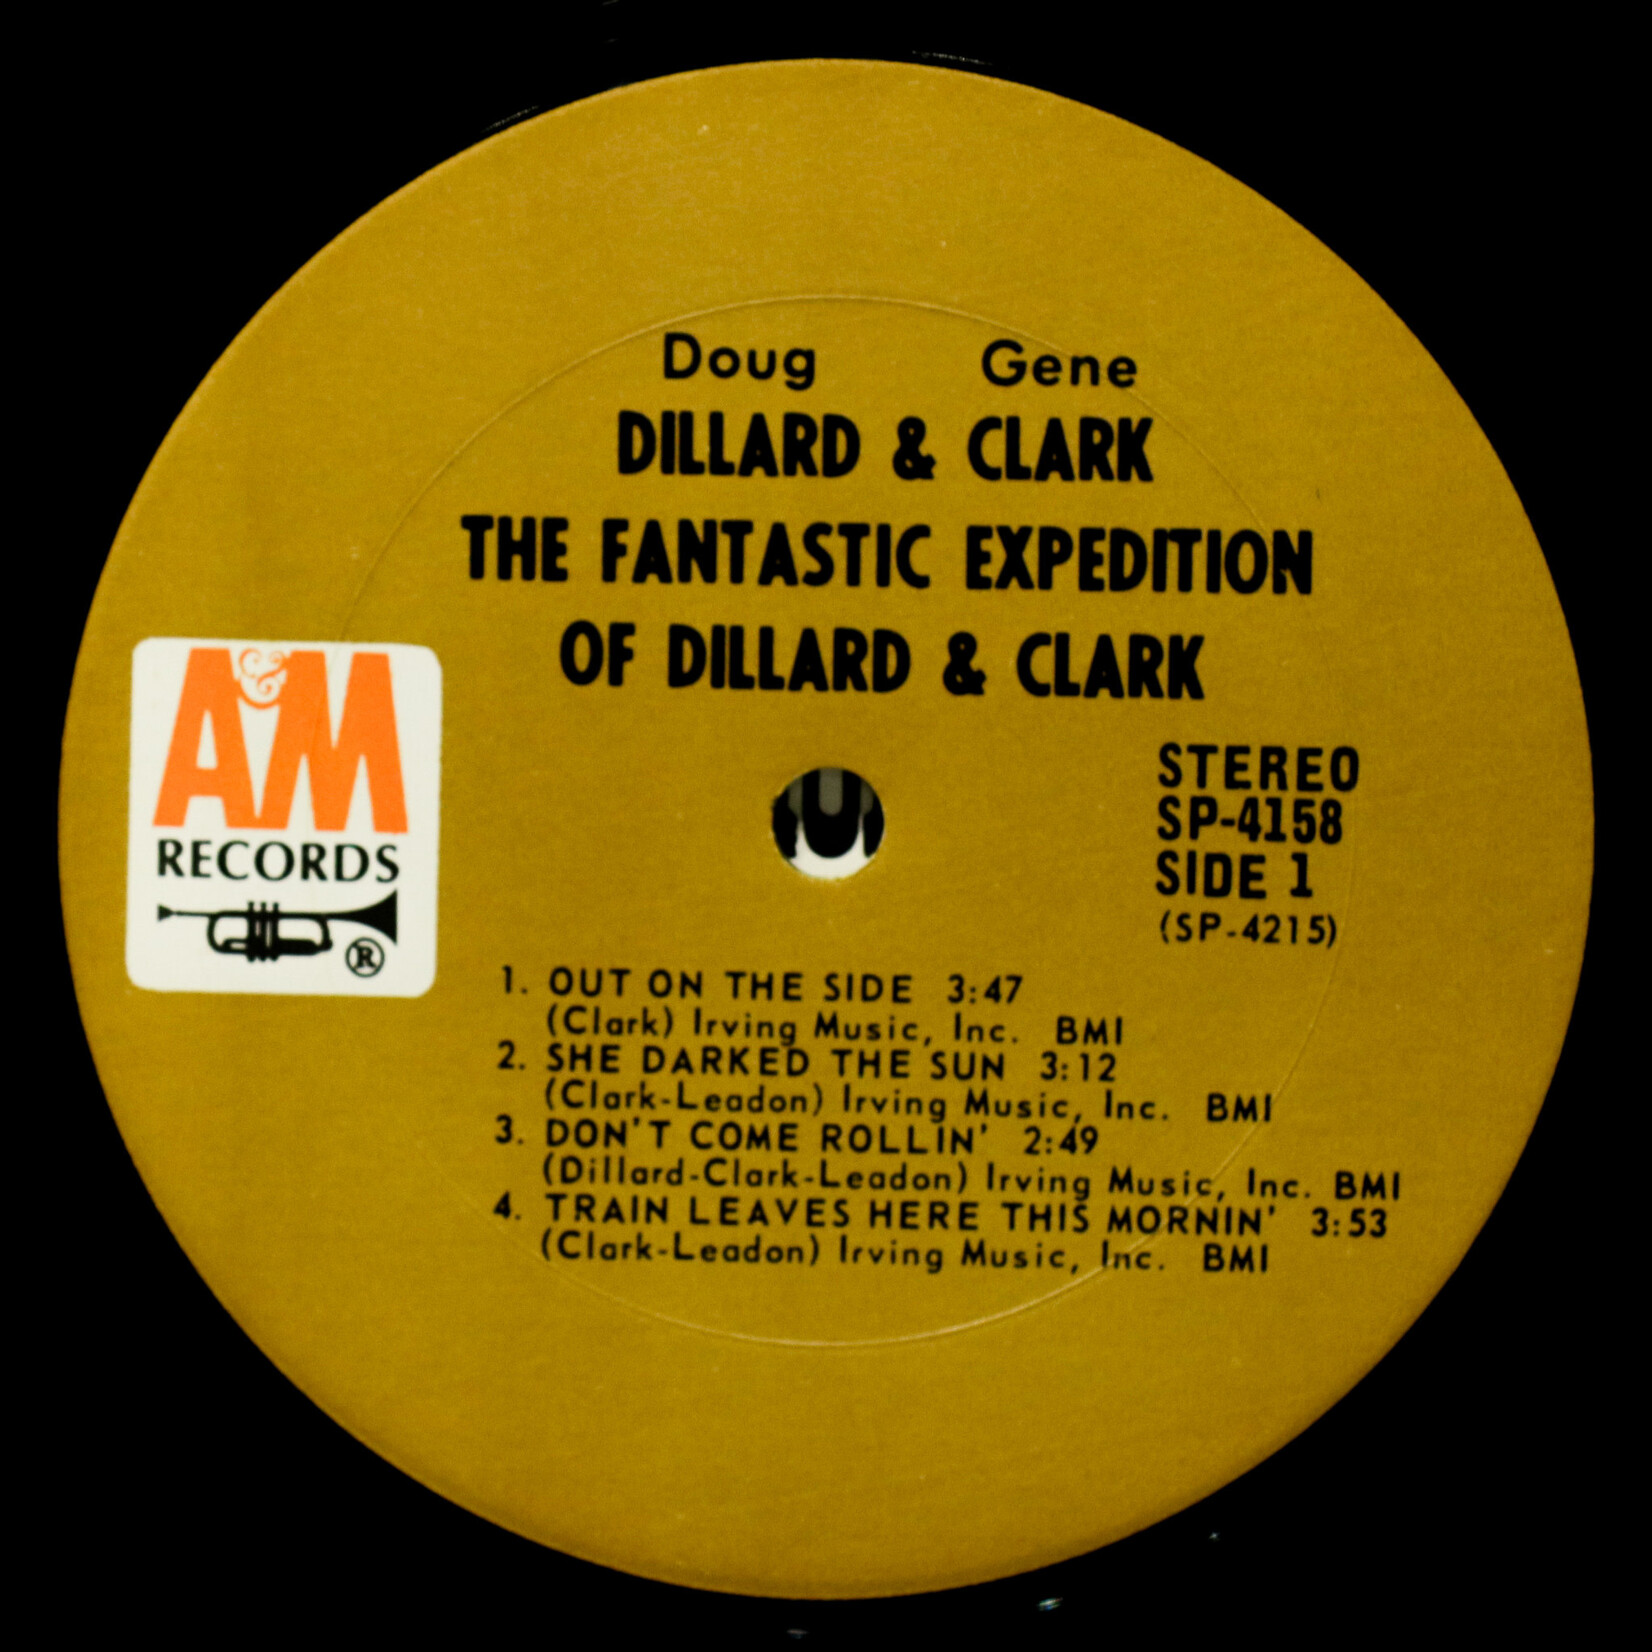 Doug Gene
DILLARD & CLARK
THE FANTASTIC EXPEDITION
OF DILLARD & CLARK
A&M
RECORDS
®
STEREO
SP-4158
SIDE 1
(SP-4215)
1. OUT ON THE SIDE 3:47
(Clark) Irving Music, Inc. BMI
2. SHE DARKED THE SUN 3:12
(Clark-Leadon) Irving Music, Inc. BMI
3. DON'T COME ROLLIN' 2:49
(Dillard-Clark-Leadon) Irving Music, Inc. BMI
4. TRAIN LEAVES HERE THIS MORNIN' 3:53
(Clark-Leadon) Irving Music, Inc. BMI